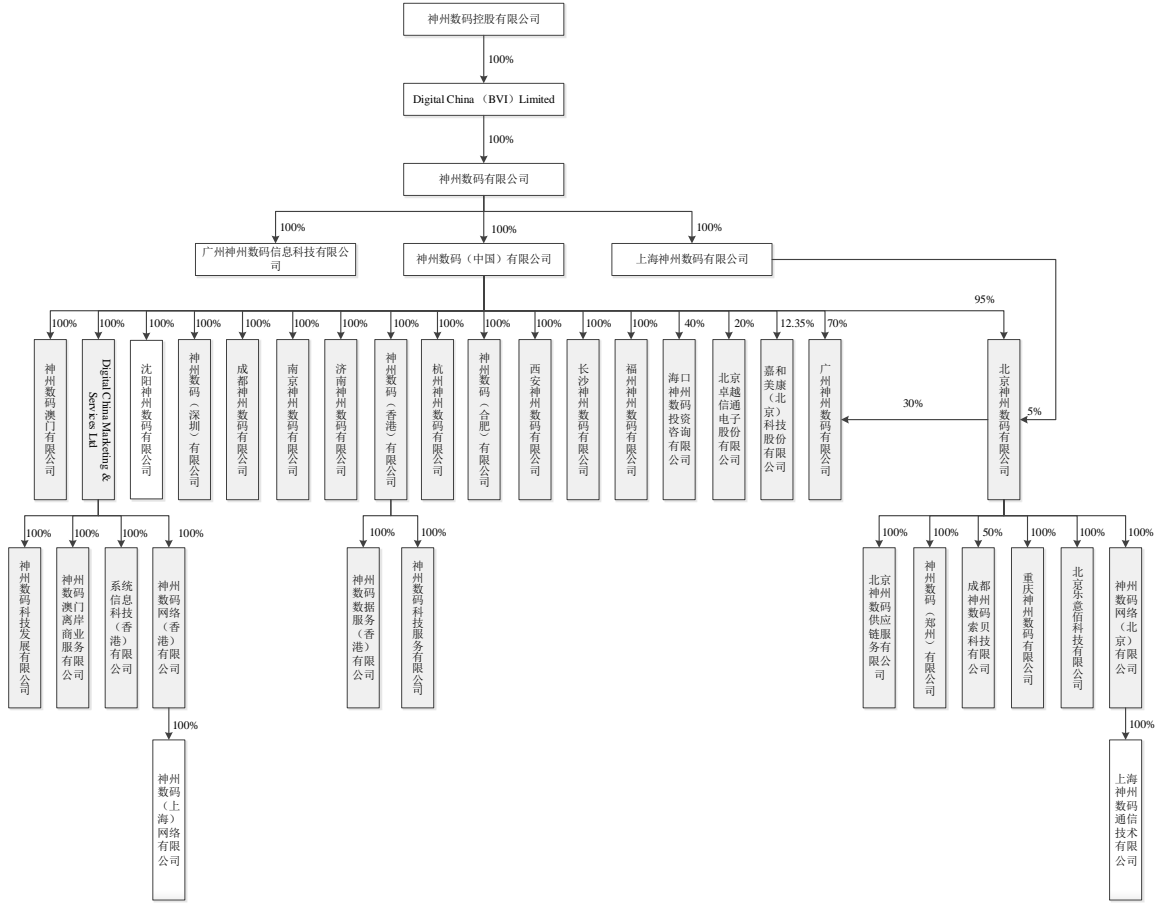 神州数码控股有限公司
100%
Digital China （BVI）Limited
100%
神州数码有限公司
100%
100%
100%
广州神州数码信息科技有限公
司
神州数码（中国）有限公司
上海神州数码有限公司
95%
100%
100%
100%
100%
100%
100%
100%
100%
100%
100%
100%
100%
100%
40%
20%
12.35%
70%
神州数码澳门有限公司
Digital China Marketing &
Services Ltd
沈阳神州数码有限公司
神州数码（深圳）有限公司
成都神州数码有限公司
南京神州数码有限公司
济南神州数码有限公司
神州数码（香港）有限公司
杭州神州数码有限公司
神州数码（合肥）有限公司
西安神州数码有限公司
长沙神州数码有限公司
福州神州数码有限公司
海口
神州
数码
投资
咨询
有限
公司
北京
卓越
信通
电子
股份
有限
公司
嘉和
美康
（北
京）
科技
股份
有限
公司
广州神州数码有限公司
30%
北京神州数码有限公司
5%
100%
100%
100%
100%
100%
100%
100%
100%
50%
100%
100%
100%
神州数码科技发展有限公司
神州
数码
澳门
离岸
商业
服务
有限
公司
系统
信息
科技
（香
港）
有限
公司
神州
数码
网络
（香
港）
有限
公司
神州
数码
数据
服务
（香
港）
有限
公司
神州数码科技服务有限公司
北京
神州
数码
供应
链服
务有
限公
司
神州数码（郑州）有限公司
成都
神州
数码
索贝
科技
有限
公司
重庆神州数码有限公司
北京乐意佰科技有限公司
神州
数码
网络
（北
京）
有限
公司
100%
100%
神州
数码
（上
海）
网络
有限
公司
上海
神州
数码
通信
技术
有限
公司